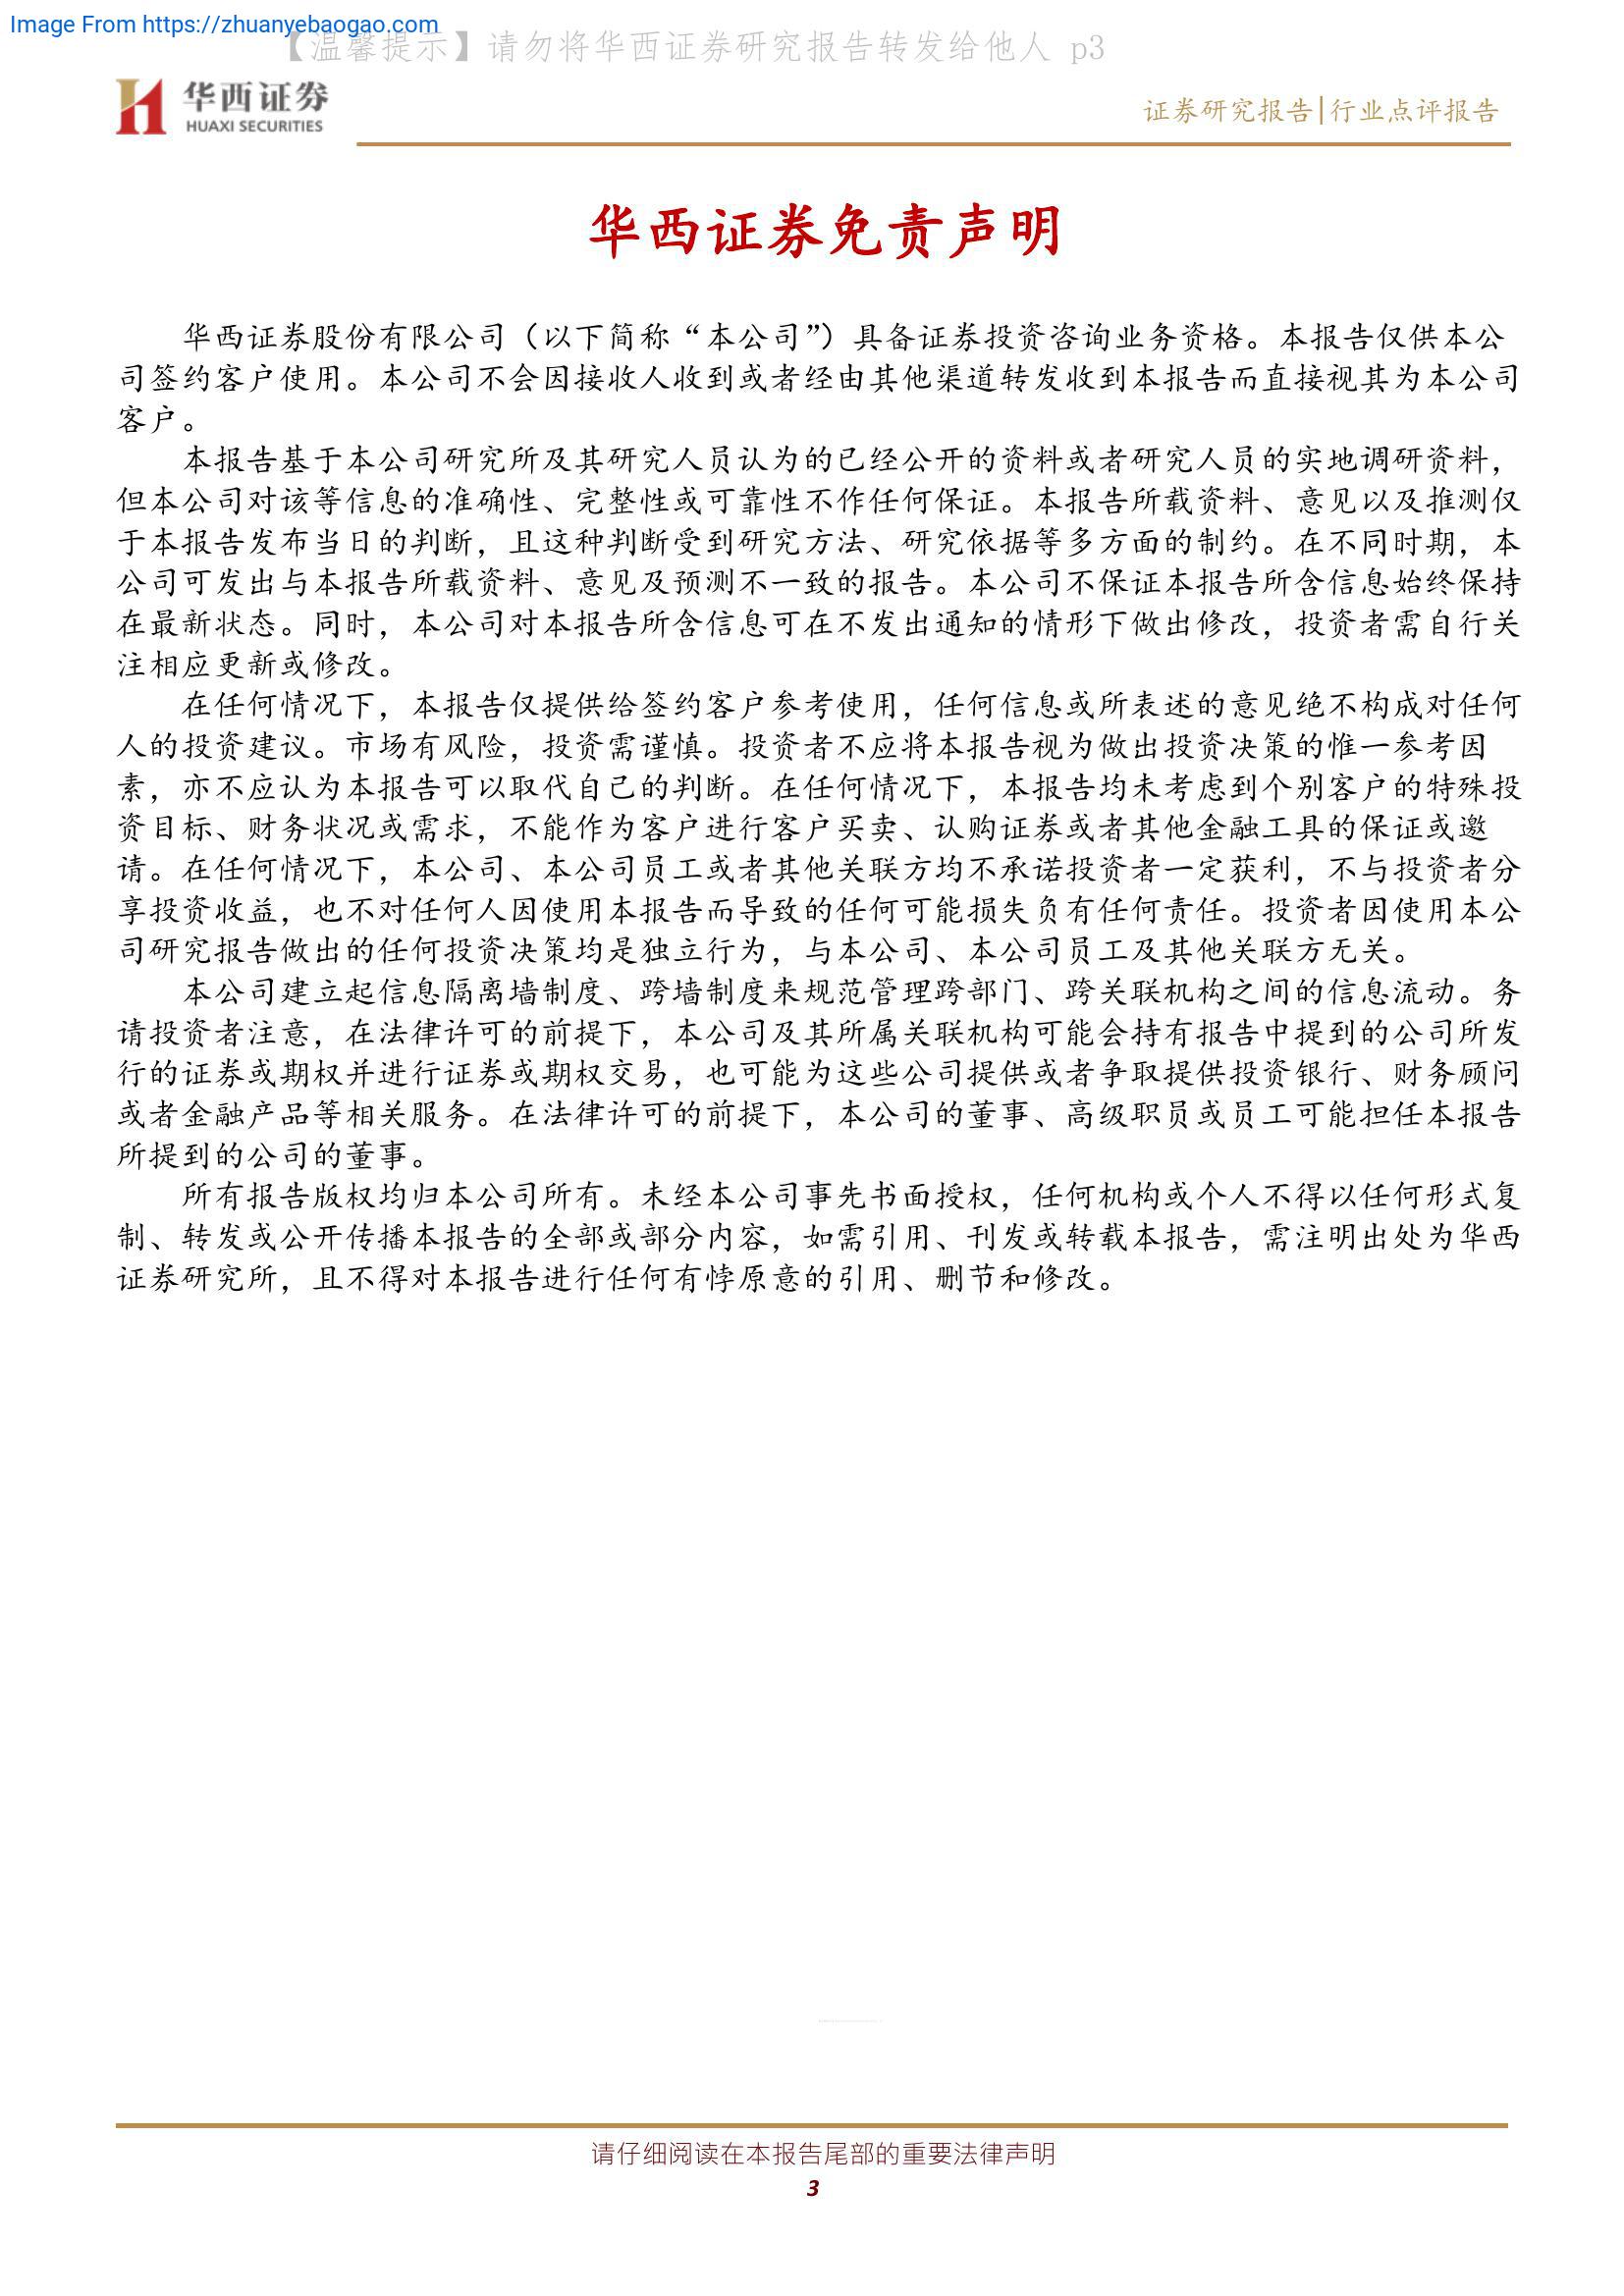 Image From https://zhuanyebaogao.com
【温馨提示】请勿将华西证券研究报告转发给他人 p3
华西证券
HUAXI SECURITIES
证券研究报告|行业点评报告
华西证券免责声明
华西证券股份有限公司（以下简称“本公司”）具备证券投资咨询业务资格。本报告仅供本公
司签约客户使用。本公司不会因接收人收到或者经由其他渠道转发收到本报告而直接视其为本公司
客户。
本报告基于本公司研究所及其研究人员认为的已经公开的资料或者研究人员的实地调研资料，
但本公司对该等信息的准确性、完整性或可靠性不作任何保证。本报告所载资料、意见以及推测仅
于本报告发布当日的判断，且这种判断受到研究方法、研究依据等多方面的制约。在不同时期，本
公司可发出与本报告所载资料、意见及预测不一致的报告。本公司不保证本报告所含信息始终保持
在最新状态。同时，本公司对本报告所含信息可在不发出通知的情形下做出修改，投资者需自行关
注相应更新或修改。
在任何情况下，本报告仅提供给签约客户参考使用，任何信息或所表述的意见绝不构成对任何
人的投资建议。市场有风险，投资需谨慎。投资者不应将本报告视为做出投资决策的惟一参考因
素，亦不应认为本报告可以取代自己的判断。在任何情况下，本报告均未考虑到个别客户的特殊投
资目标、财务状况或需求，不能作为客户进行客户买卖、认购证券或者其他金融工具的保证或邀
请。在任何情况下，本公司、本公司员工或者其他关联方均不承诺投资者一定获利，不与投资者分
享投资收益，也不对任何人因使用本报告而导致的任何可能损失负有任何责任。投资者因使用本公
司研究报告做出的任何投资决策均是独立行为，与本公司、本公司员工及其他关联方无关。
本公司建立起信息隔离墙制度、跨墙制度来规范管理跨部门、跨关联机构之间的信息流动。务
请投资者注意，在法律许可的前提下，本公司及其所属关联机构可能会持有报告中提到的公司所发
行的证券或期权并进行证券或期权交易，也可能为这些公司提供或者争取提供投资银行、财务顾问
或者金融产品等相关服务。在法律许可的前提下，本公司的董事、高级职员或员工可能担任本报告
所提到的公司的董事。
所有报告版权均归本公司所有。未经本公司事先书面授权，任何机构或个人不得以任何形式复
制、转发或公开传播本报告的全部或部分内容，如需引用、刊发或转载本报告，需注明出处为华西
证券研究所，且不得对本报告进行任何有悖原意的引用、删节和修改。
请仔细阅读在本报告尾部的重要法律声明
3